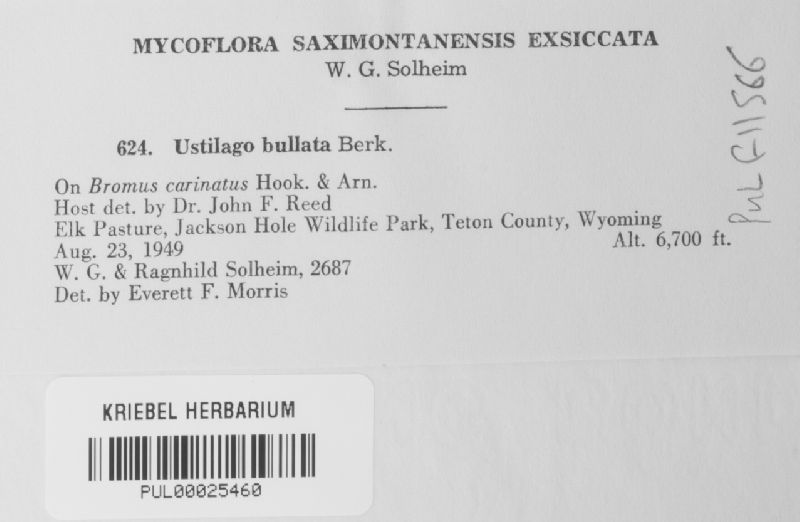 MYCOFLORA SAXIMONTANENSIS EXSICCATA
W. G. Solheim
624. Ustilago bullata Berk.
On Bromus carinatus Hook. & Arn.
Host det. by Dr. John F. Reed
Elk Pasture, Jackson Hole Wildlife Park, Teton County, Wyoming
Aug. 23, 1949 Alt. 6,700 ft.
W. G. & Ragnhild Solheim, 2687
Det. by Everett F. Morris
PUL F11566
KRIEBEL HERBARIUM
PUL00025460